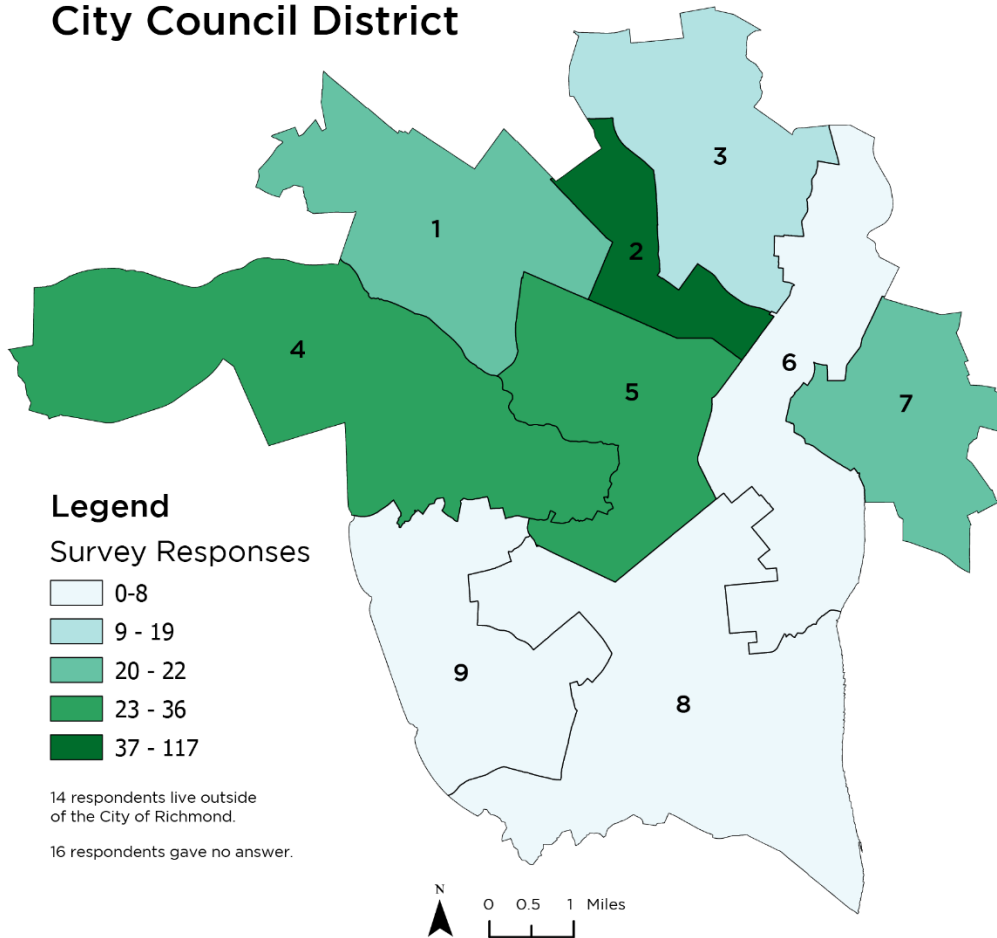 City Council District
3
1
2
4
6
5
7
Legend
Survey Responses
0-8
9 - 19
20 - 22
23 - 36
37 - 117
9
8
14 respondents live outside
of the City of Richmond.
16 respondents gave no answer.
N
0 0.5 1 Miles